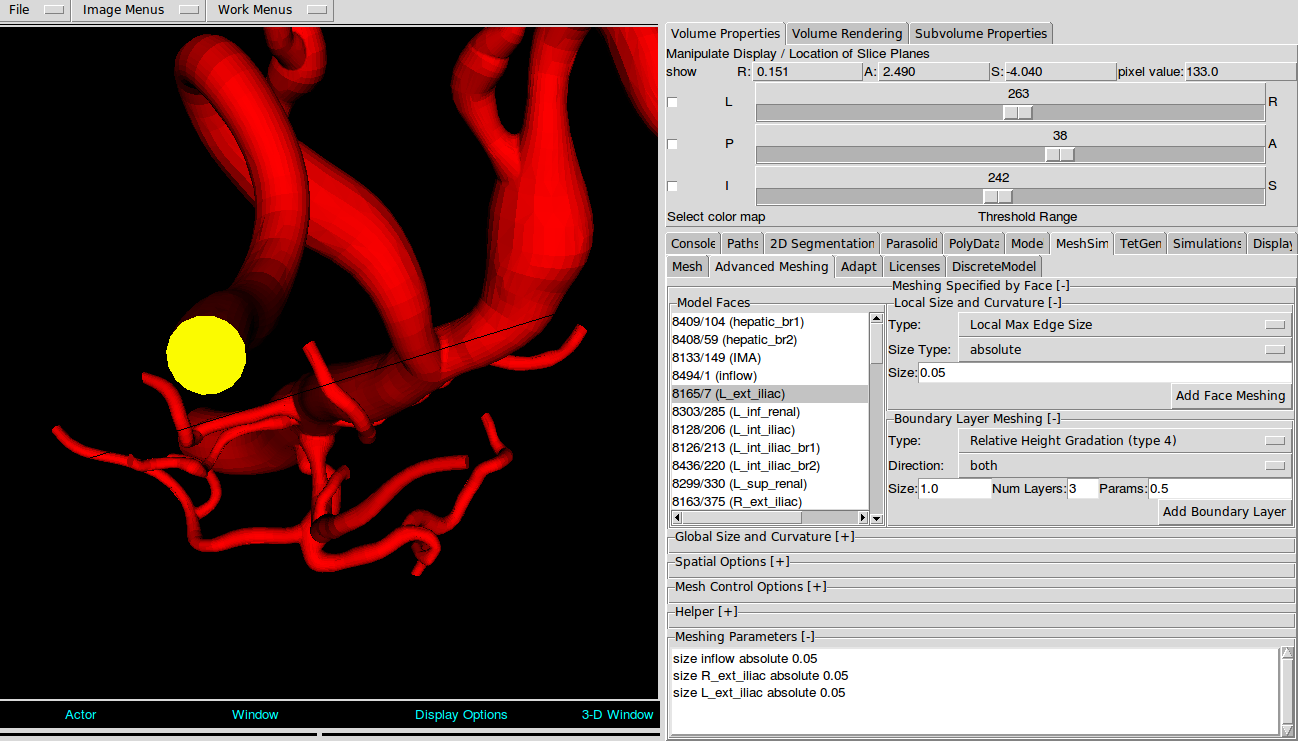 File Image Menus Work Menus
Volume Properties Volume Rendering Subvolume Properties
Manipulate Display / Location of Slice Planes
show R: 0.151 A: 2.490 S: -4.040 pixel value: 133.0
263
L R
38
P A
242
I S
Select color map Threshold Range
Console Paths 2D Segmentation Parasolid PolyData Mode MeshSim TetGen Simulations Display
Mesh Advanced Meshing Adapt Licenses DiscreteModel
Meshing Specified by Face [-]
Model Faces
8409/104 (hepatic_br1)
8408/59 (hepatic_br2)
8133/149 (IMA)
8494/1 (inflow)
8165/7 (L_ext_iliac)
8303/285 (L_inf_renal)
8128/206 (L_int_iliac)
8126/213 (L_int_iliac_br1)
8436/220 (L_int_iliac_br2)
8299/330 (L_sup_renal)
8163/375 (R_ext_iliac)
Local Size and Curvature [-]
Type: Local Max Edge Size
Size Type: absolute
Size: 0.05
Add Face Meshing
Boundary Layer Meshing [-]
Type: Relative Height Gradation (type 4)
Direction: both
Size: 1.0 Num Layers: 3 Params: 0.5
Add Boundary Layer
Global Size and Curvature [+]
Spatial Options [+]
Mesh Control Options [+]
Helper [+]
Meshing Parameters [-]
size inflow absolute 0.05
size R_ext_iliac absolute 0.05
size L_ext_iliac absolute 0.05
Actor Window Display Options 3-D Window